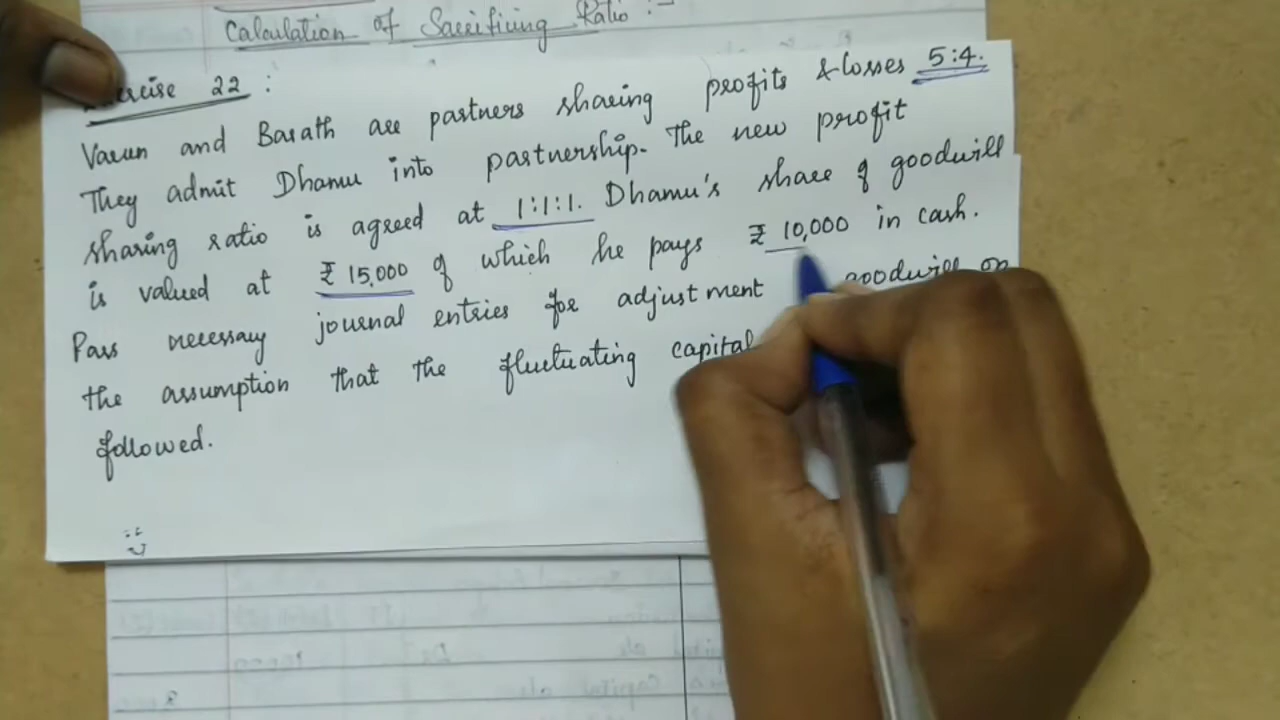 Calculation of Sacrificing Ratio :-
Exercise 22 :
Varun and Barath are partners sharing profits & losses 5:4.
They admit Dhamu into partnership. The new profit
sharing ratio is agreed at 1:1:1. Dhamu's share of goodwill
is valued at ₹ 15,000 of which he pays ₹ 10,000 in cash.
Pass necessary journal entries for adjustment goodwill on
the assumption that the fluctuating capital
followed.